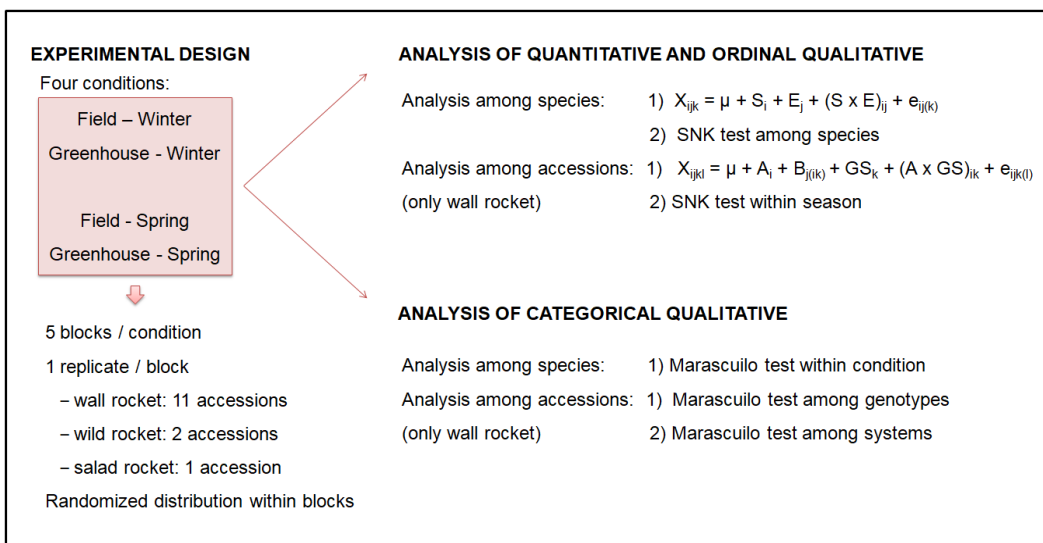 EXPERIMENTAL DESIGN
Four conditions:
Field – Winter
Greenhouse - Winter
Field - Spring
Greenhouse - Spring
5 blocks / condition
1 replicate / block
– wall rocket: 11 accessions
– wild rocket: 2 accessions
– salad rocket: 1 accession
Randomized distribution within blocks
ANALYSIS OF QUANTITATIVE AND ORDINAL QUALITATIVE
Analysis among species: 1) Xijk = µ + Si + Ej + (S x E)ij + eij(k)
2) SNK test among species
Analysis among accessions: 1) Xijkl = µ + Ai + Bj(ik) + GSk + (A x GS)ik + eijk(l)
(only wall rocket) 2) SNK test within season
ANALYSIS OF CATEGORICAL QUALITATIVE
Analysis among species: 1) Marascuilo test within condition
Analysis among accessions: 1) Marascuilo test among genotypes
(only wall rocket) 2) Marascuilo test among systems